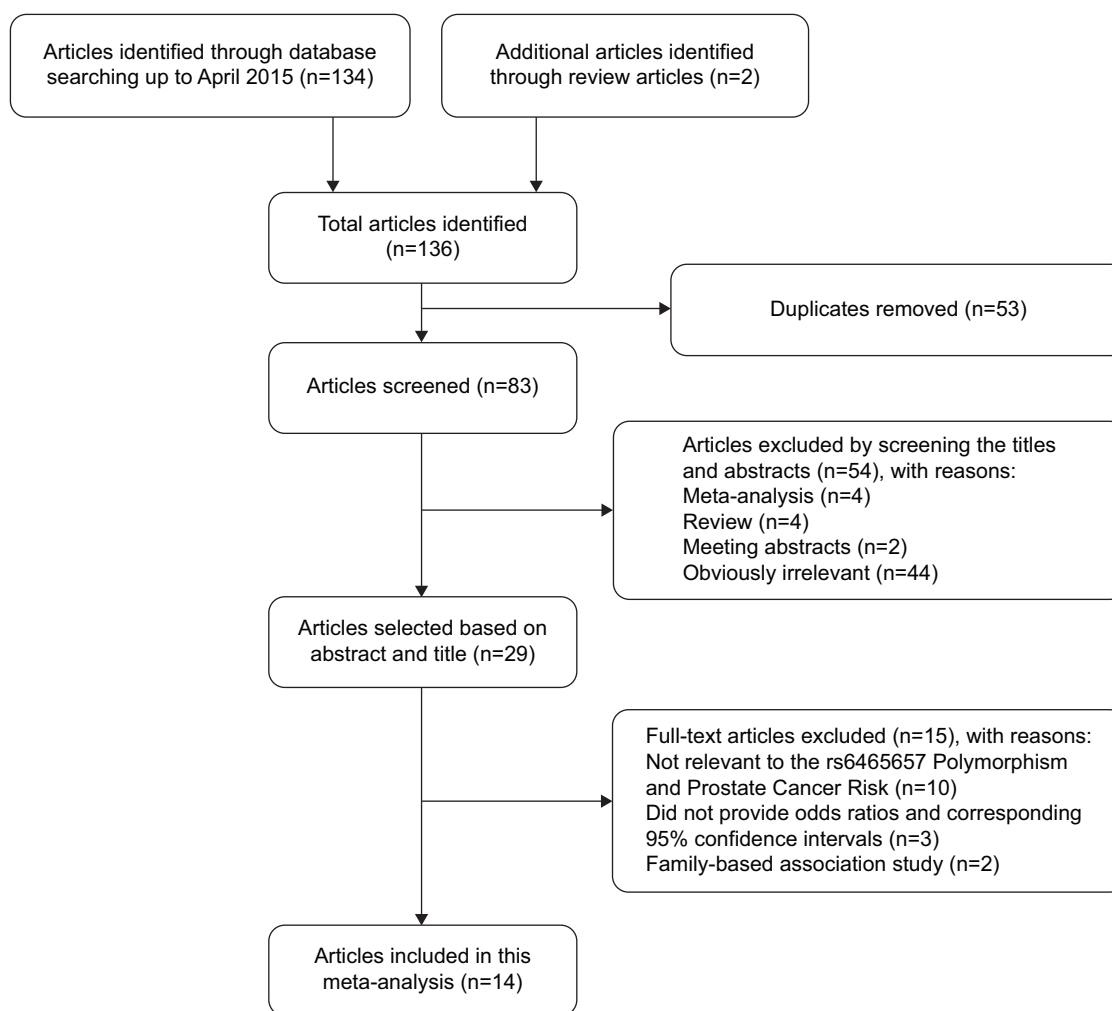 Articles identified through database
searching up to April 2015 (n=134)
Additional articles identified
through review articles (n=2)
Total articles identified
(n=136)
Duplicates removed (n=53)
Articles screened (n=83)
Articles excluded by screening the titles
and abstracts (n=54), with reasons:
Meta-analysis (n=4)
Review (n=4)
Meeting abstracts (n=2)
Obviously irrelevant (n=44)
Articles selected based on
abstract and title (n=29)
Full-text articles excluded (n=15), with reasons:
Not relevant to the rs6465657 Polymorphism
and Prostate Cancer Risk (n=10)
Did not provide odds ratios and corresponding
95% confidence intervals (n=3)
Family-based association study (n=2)
Articles included in this
meta-analysis (n=14)